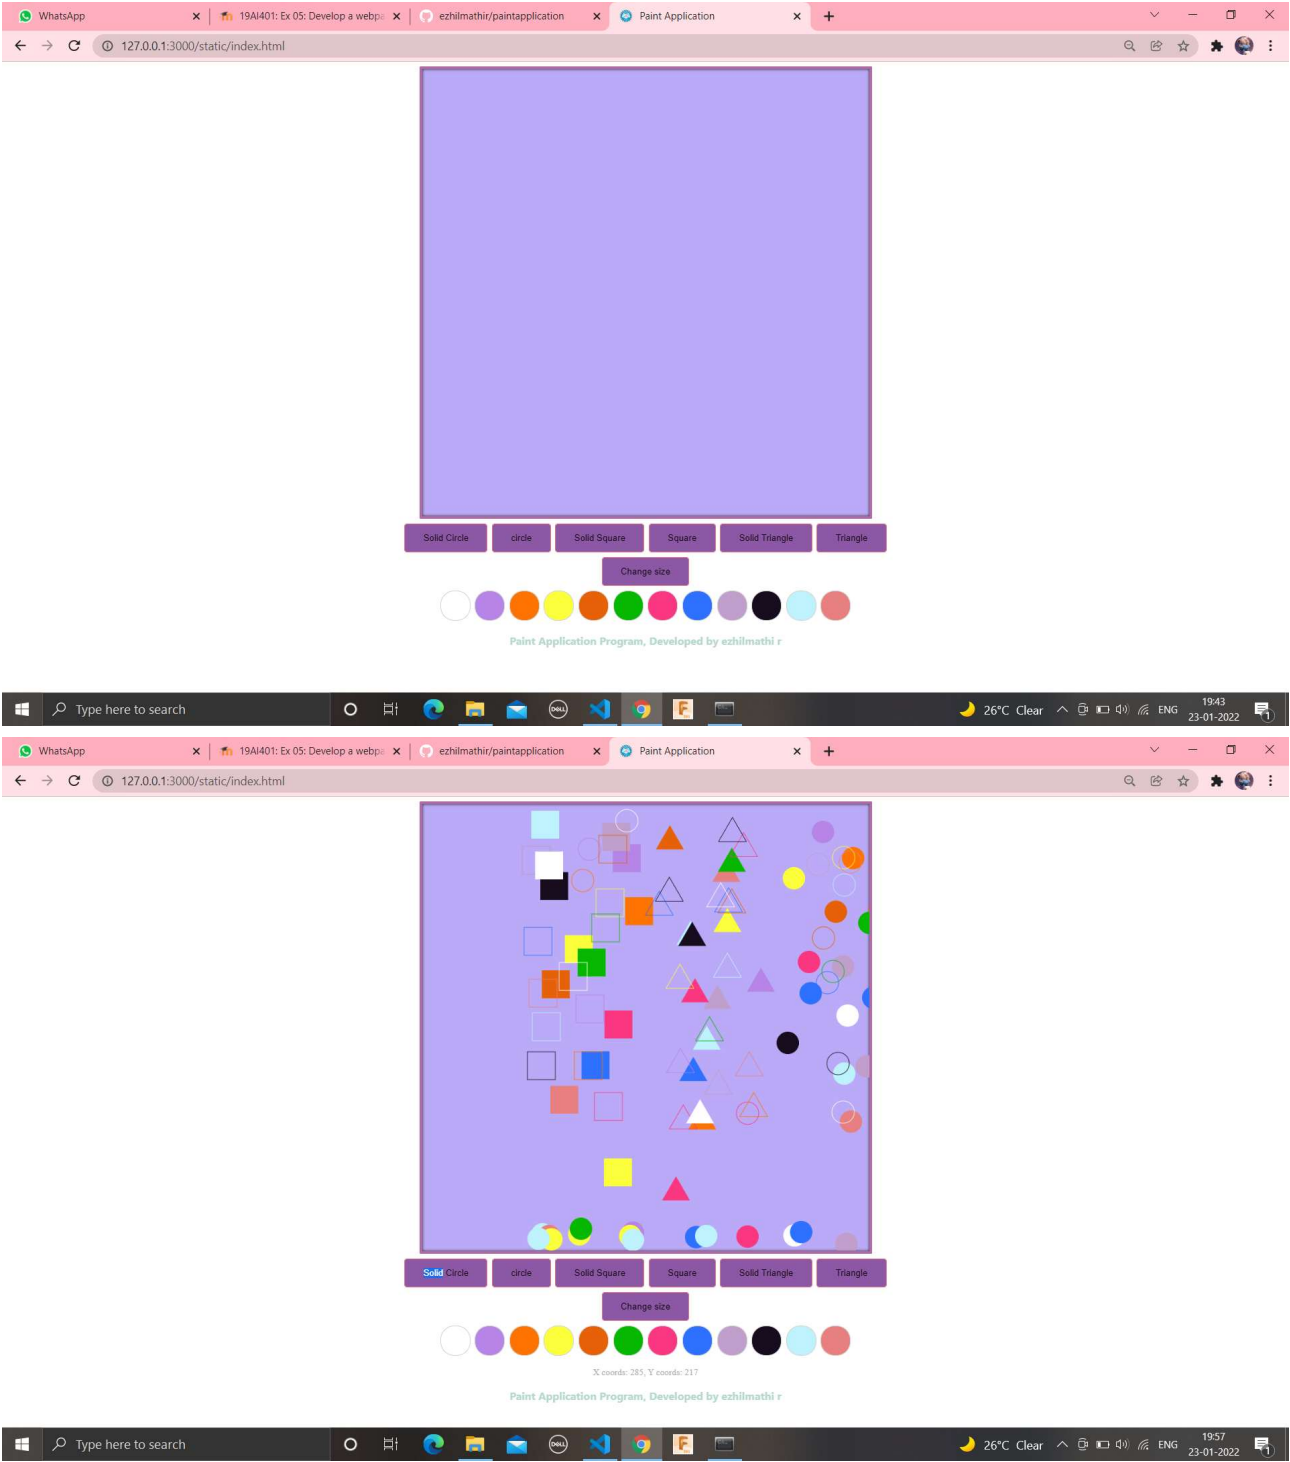 WhatsApp 19AI401: Ex 05: Develop a webpa ezhilmathir/paintapplication Paint Application
127.0.0.1:3000/static/index.html
Solid Circle circle Solid Square Square Solid Triangle Triangle
Change size
Paint Application Program, Developed by ezhilmathi r
Type here to search DELL F 26°C Clear ENG 19:43
23-01-2022 1
WhatsApp 19AI401: Ex 05: Develop a webpa ezhilmathir/paintapplication Paint Application
127.0.0.1:3000/static/index.html
Solid Circle circle Solid Square Square Solid Triangle Triangle
Change size
X coords: 285, Y coords: 217
Paint Application Program, Developed by ezhilmathi r
Type here to search DELL F 26°C Clear ENG 19:57
23-01-2022 1